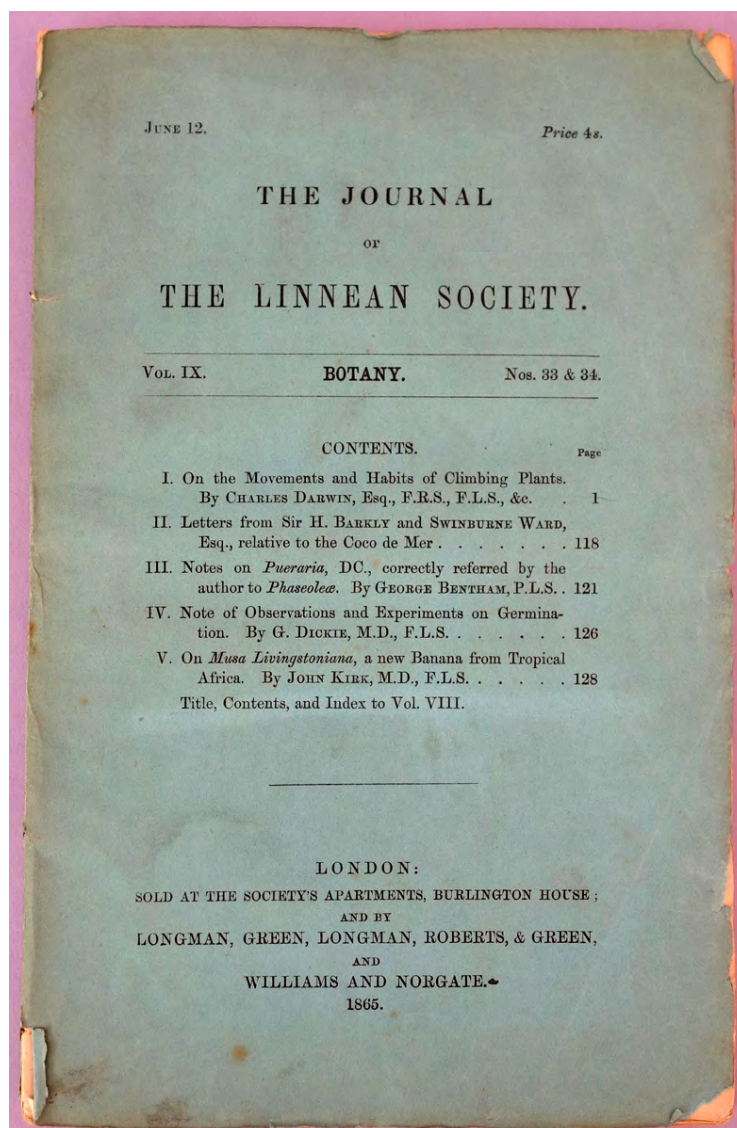 JUNE 12. Price 4s.
THE JOURNAL
OF
THE LINNEAN SOCIETY.
VOL. IX. BOTANY. Nos. 33 & 34.
CONTENTS. Page
I. On the Movements and Habits of Climbing Plants.
By CHARLES DARWIN, Esq., F.R.S., F.L.S., &c. . 1
II. Letters from Sir H. BARKLY and SWINBURNE WARD,
Esq., relative to the Coco de Mer . . . . . . . 118
III. Notes on Pueraria, DC., correctly referred by the
author to Phaseoleæ. By GEORGE BENTHAM, P.L.S. . 121
IV. Note of Observations and Experiments on Germina-
tion. By G. DICKIE, M.D., F.L.S. . . . . . . 126
V. On Musa Livingstoniana, a new Banana from Tropical
Africa. By JOHN KIRK, M.D., F.L.S. . . . . . 128
Title, Contents, and Index to Vol. VIII.
LONDON:
SOLD AT THE SOCIETY'S APARTMENTS, BURLINGTON HOUSE;
AND BY
LONGMAN, GREEN, LONGMAN, ROBERTS, & GREEN,
AND
WILLIAMS AND NORGATE.
1865.